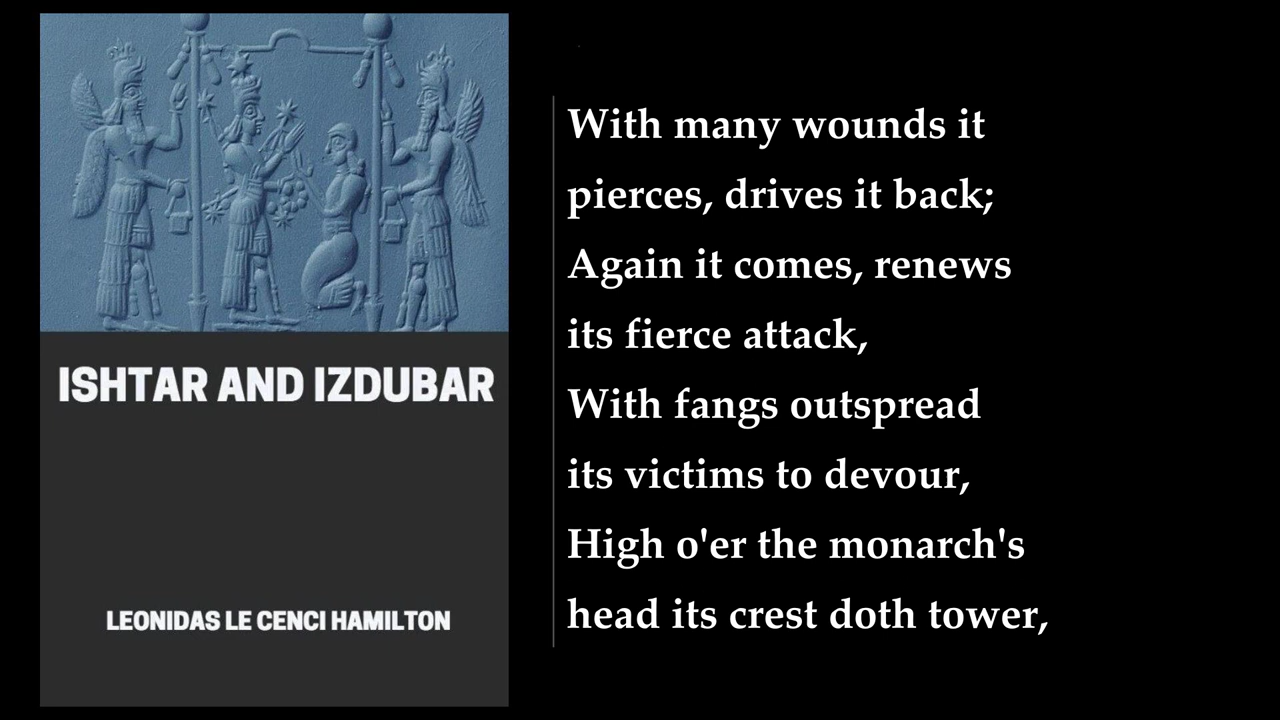 ISHTAR AND IZDUBAR
LEONIDAS LE CENCI HAMILTON
With many wounds it
pierces, drives it back;
Again it comes, renews
its fierce attack,
With fangs outspread
its victims to devour,
High o'er the monarch's
head its crest doth tower,